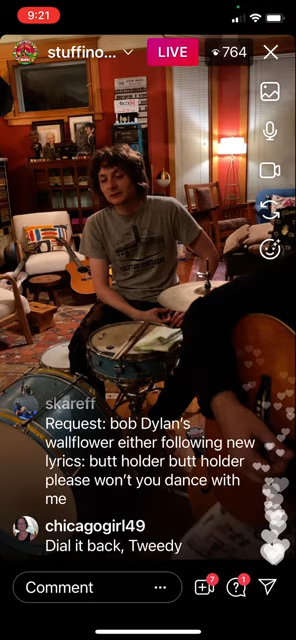 9:21
stuffino...
LIVE
764
skareff
Request: bob Dylan's
wallflower either following new
lyrics: butt holder butt holder
please won't you dance with
me
chicagogirl49
Dial it back, Tweedy
Comment
7
1